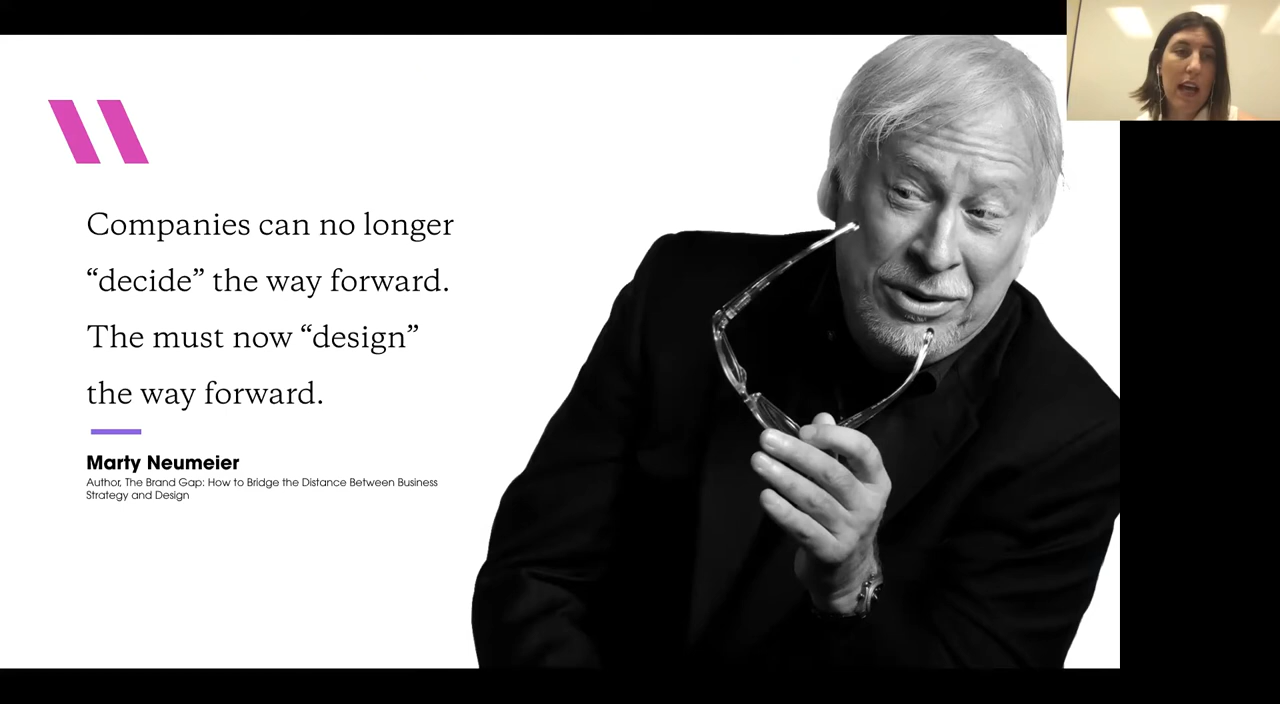 Companies can no longer
“decide” the way forward.
The must now “design”
the way forward.
Marty Neumeier
Author, The Brand Gap: How to Bridge the Distance Between Business
Strategy and Design